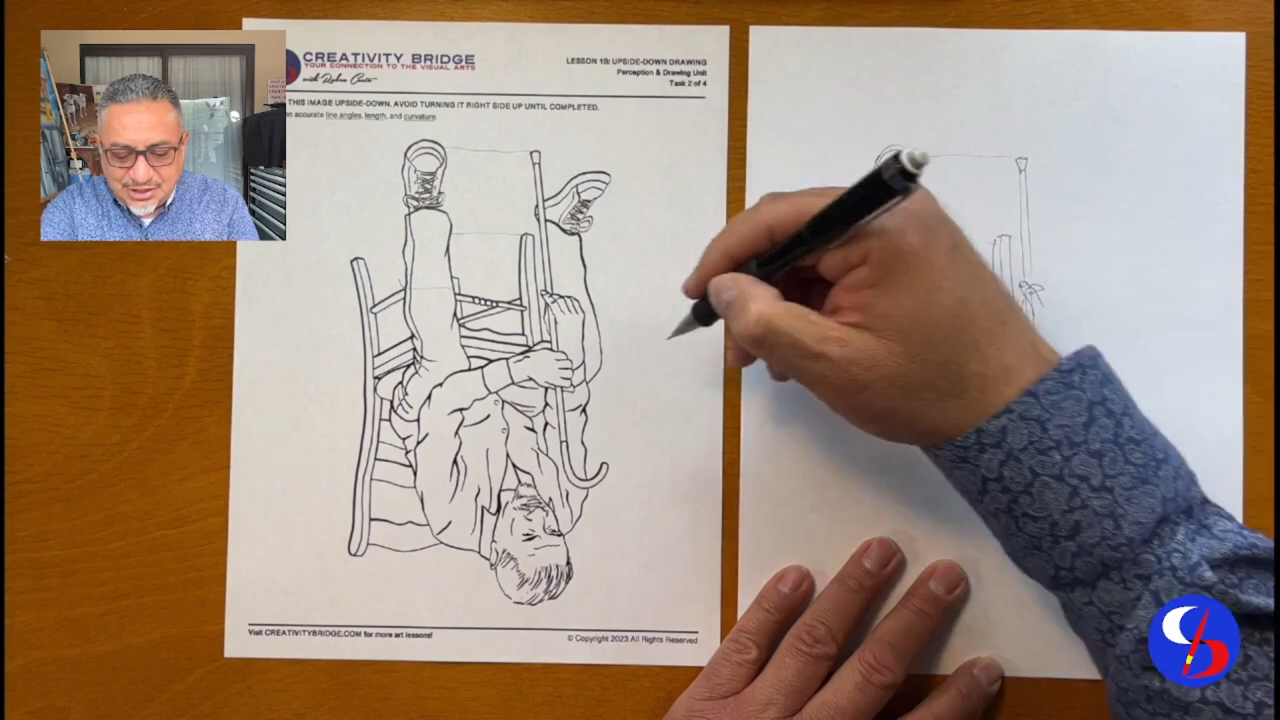 CREATIVITY BRIDGE
YOUR CONNECTION TO THE VISUAL ARTS
with
LESSON 18: UPSIDE-DOWN DRAWING
Perception & Drawing Unit
Task 2 of 4
THIS IMAGE UPSIDE-DOWN. AVOID TURNING IT RIGHT SIDE UP UNTIL COMPLETED.
accurate line angles, length, and curvature.
Visit CREATIVITYBRIDGE.COM for more art lessons!
© Copyright 2023 All Rights Reserved